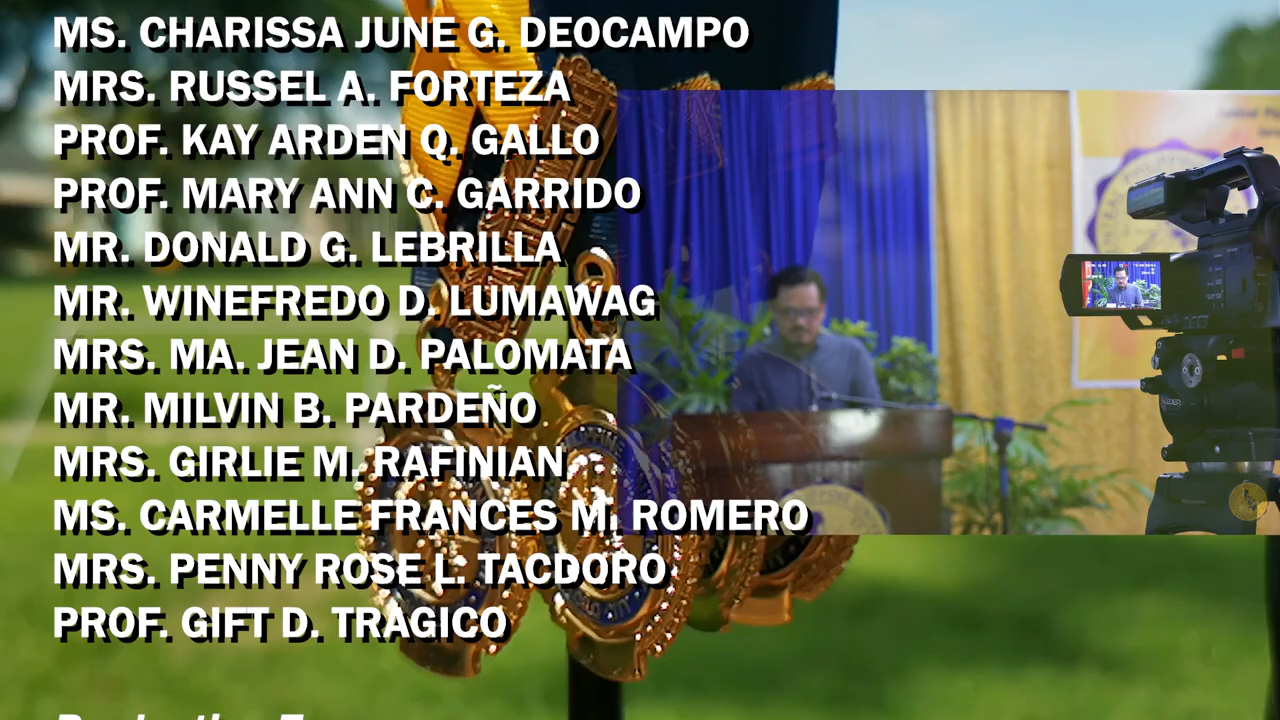 MS. CHARISSA JUNE G. DEOCAMPO
MRS. RUSSEL A. FORTEZA
PROF. KAY ARDEN Q. GALLO
PROF. MARY ANN C. GARRIDO
MR. DONALD G. LEBRILLA
MR. WINEFREDO D. LUMAWAG
MRS. MA. JEAN D. PALOMATA
MR. MILVIN B. PARDEÑO
MRS. GIRLIE M. RAFINIAN
MS. CARMELLE FRANCES M. ROMERO
MRS. PENNY ROSE L. TACDORO
PROF. GIFT D. TRAGICO